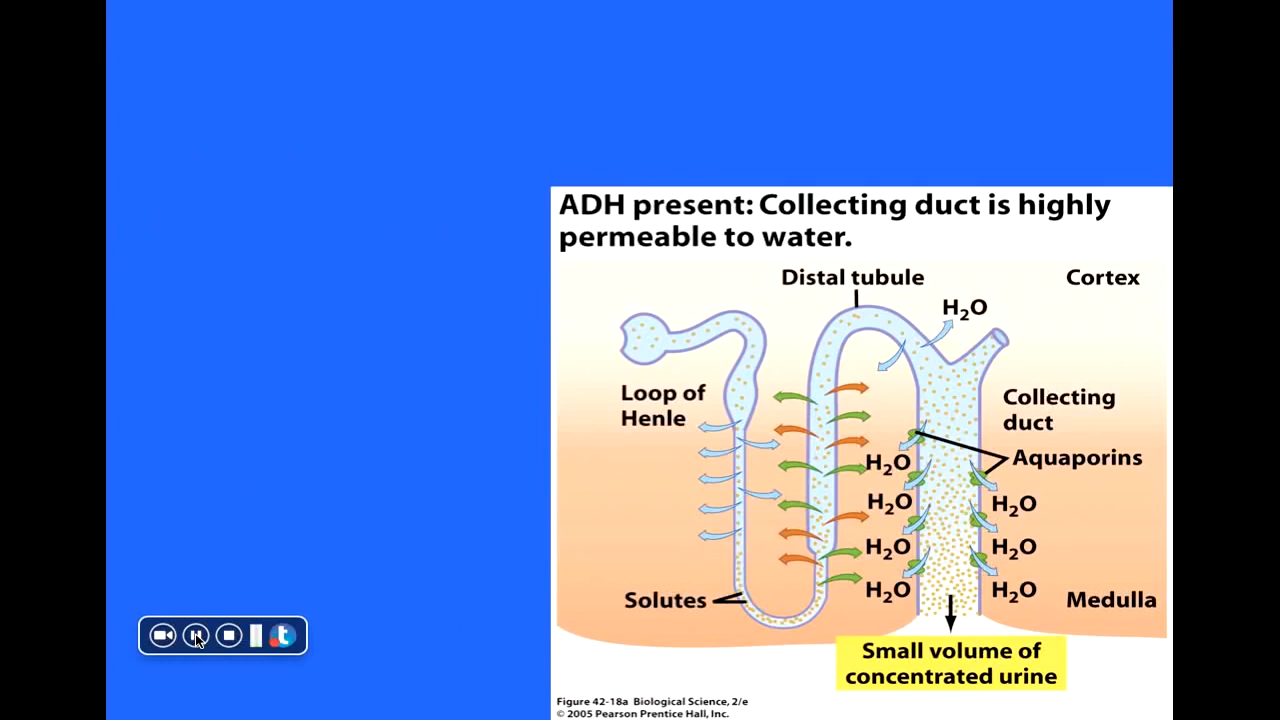 ADH present: Collecting duct is highly
permeable to water.
Distal tubule
Cortex
H₂O
Loop of
Henle
Collecting
duct
Aquaporins
H₂O
H₂O
H₂O
H₂O
H₂O
H₂O
H₂O
Solutes
Medulla
Small volume of
concentrated urine
Figure 42-18a Biological Science, 2/e
© 2005 Pearson Prentice Hall, Inc.
t